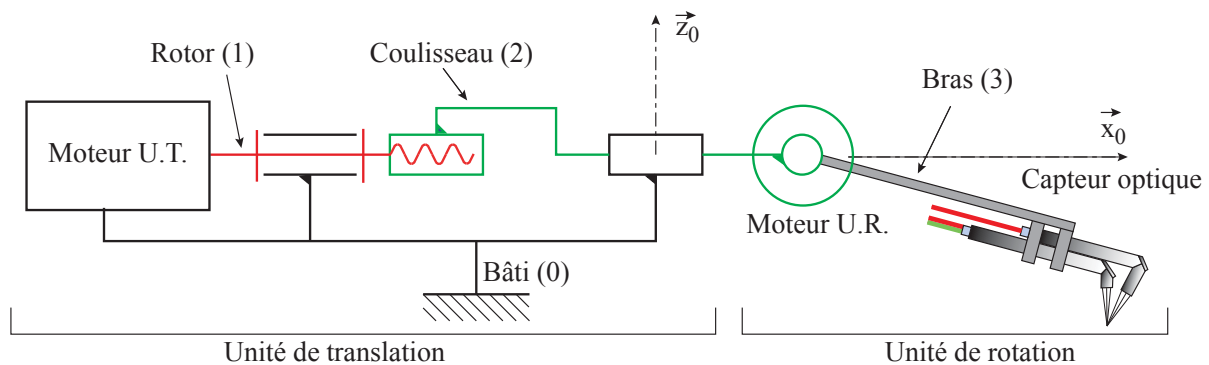 z₀
Rotor (1)
Coulisseau (2)
Bras (3)
Moteur U.T.
x₀
Capteur optique
Moteur U.R.
Bâti (0)
Unité de translation
Unité de rotation